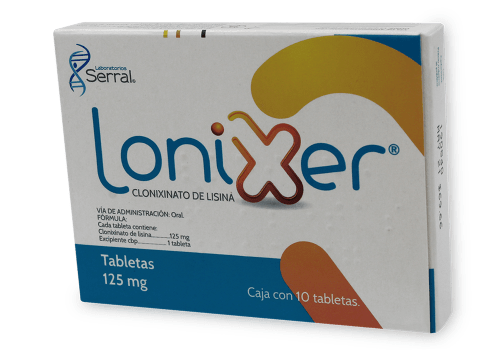 Laboratorios
Serral®
Lonixer®
CLONIXINATO DE LISINA
VÍA DE ADMINISTRACIÓN: Oral.
FÓRMULA:
Cada tableta contiene:
Clonixinato de lisina..........125 mg
Excipiente cbp.............1 tableta
Tabletas
125 mg
Caja con 10 tabletas.